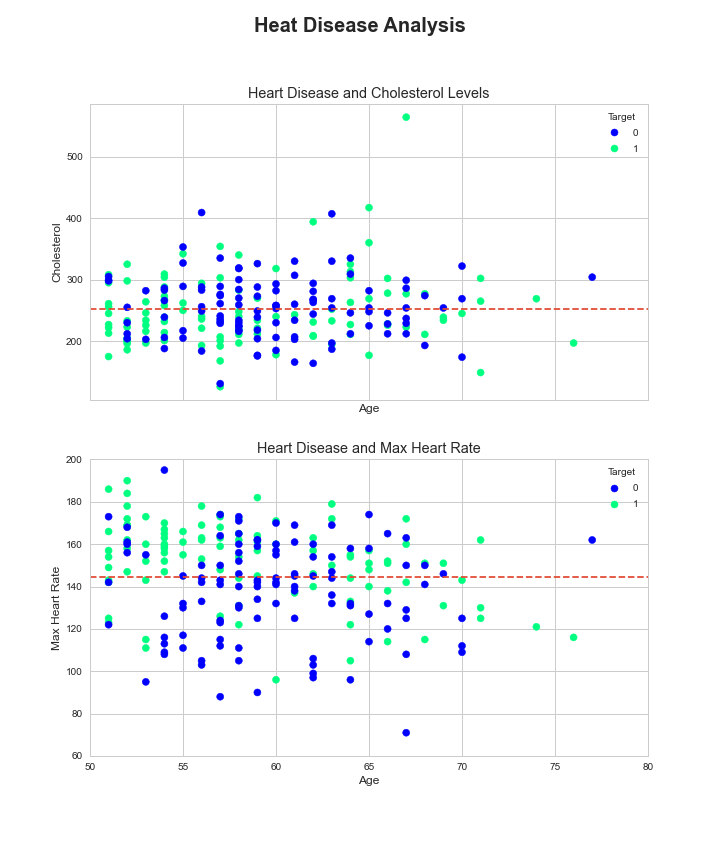 Heat Disease Analysis
Heart Disease and Cholesterol Levels
Target
0
1
500
400
300
200
Cholesterol
Age
Heart Disease and Max Heart Rate
Target
0
1
200
180
160
140
120
100
80
60
Max Heart Rate
50 55 60 65 70 75 80
Age